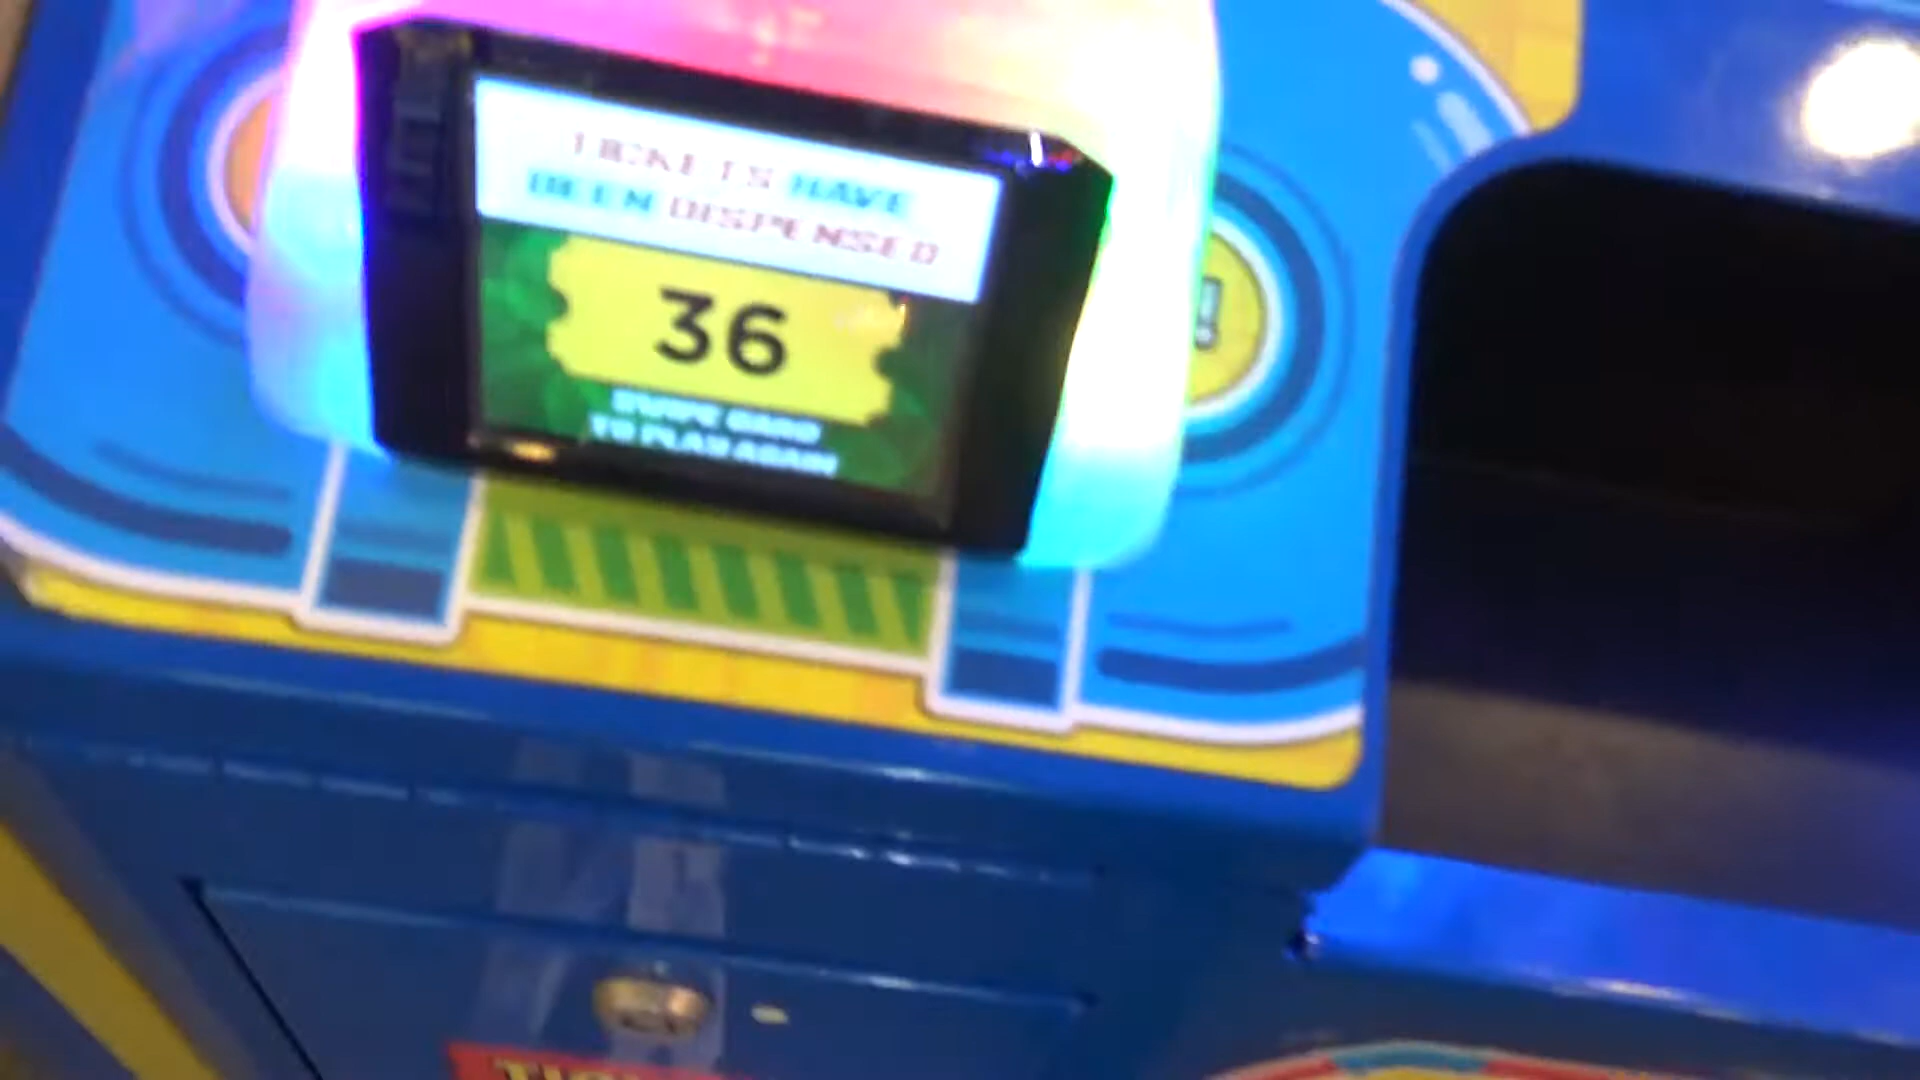 TICKETS HAVE
BEEN DISPENSED
36
SWIPE CARD
TO PLAY AGAIN